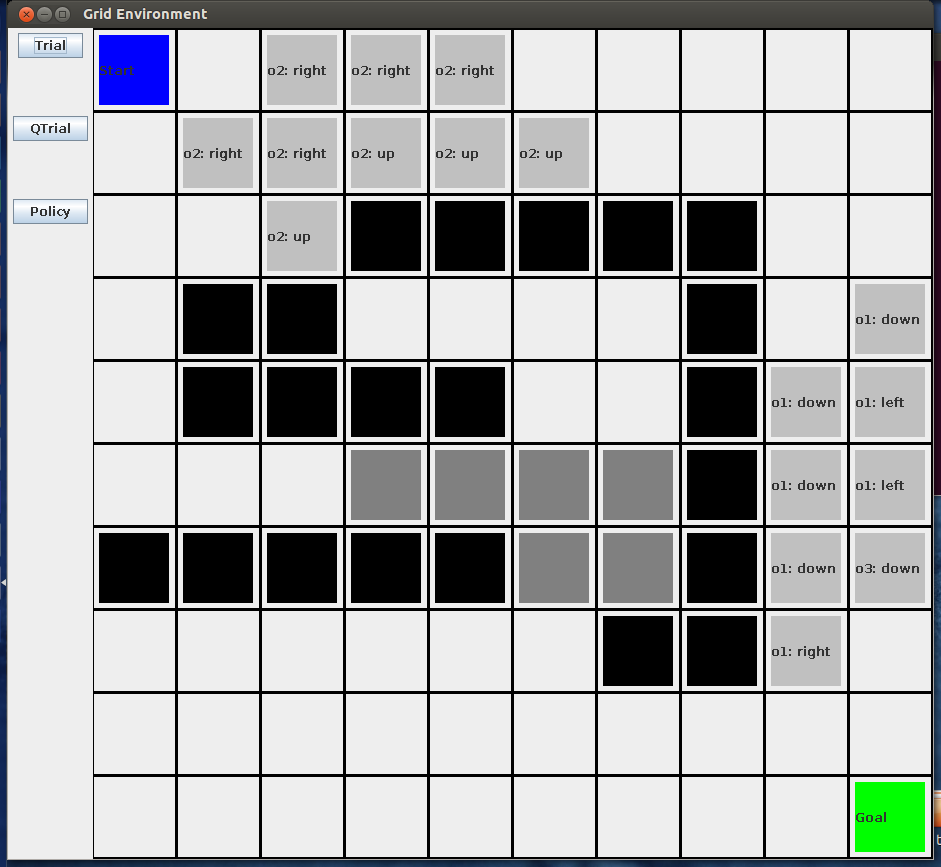 Grid Environment
Trial
Start
o2: right
o2: right
o2: right
QTrial
o2: right
o2: right
o2: up
o2: up
o2: up
Policy
o2: up
o1: down
o1: down
o1: left
o1: down
o1: left
o1: down
o3: down
o1: right
Goal